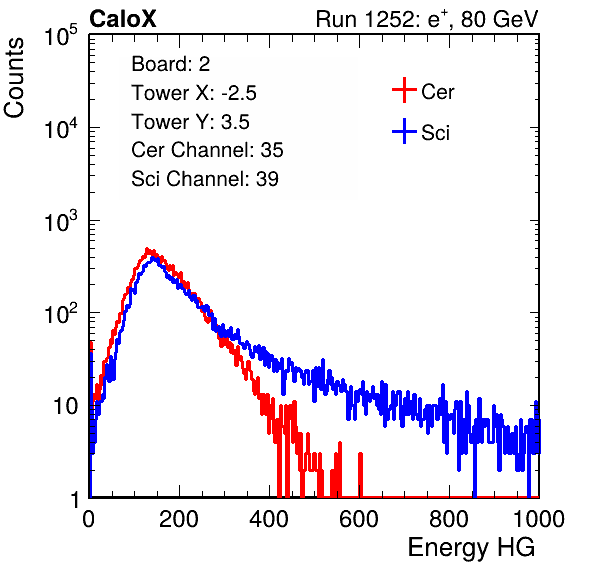 CaloX Run 1252: e⁺, 80 GeV
Counts
Board: 2
Tower X: -2.5
Tower Y: 3.5
Cer Channel: 35
Sci Channel: 39
Cer
Sci
10⁵
10⁴
10³
10²
10
1
0 200 400 600 800 1000
Energy HG